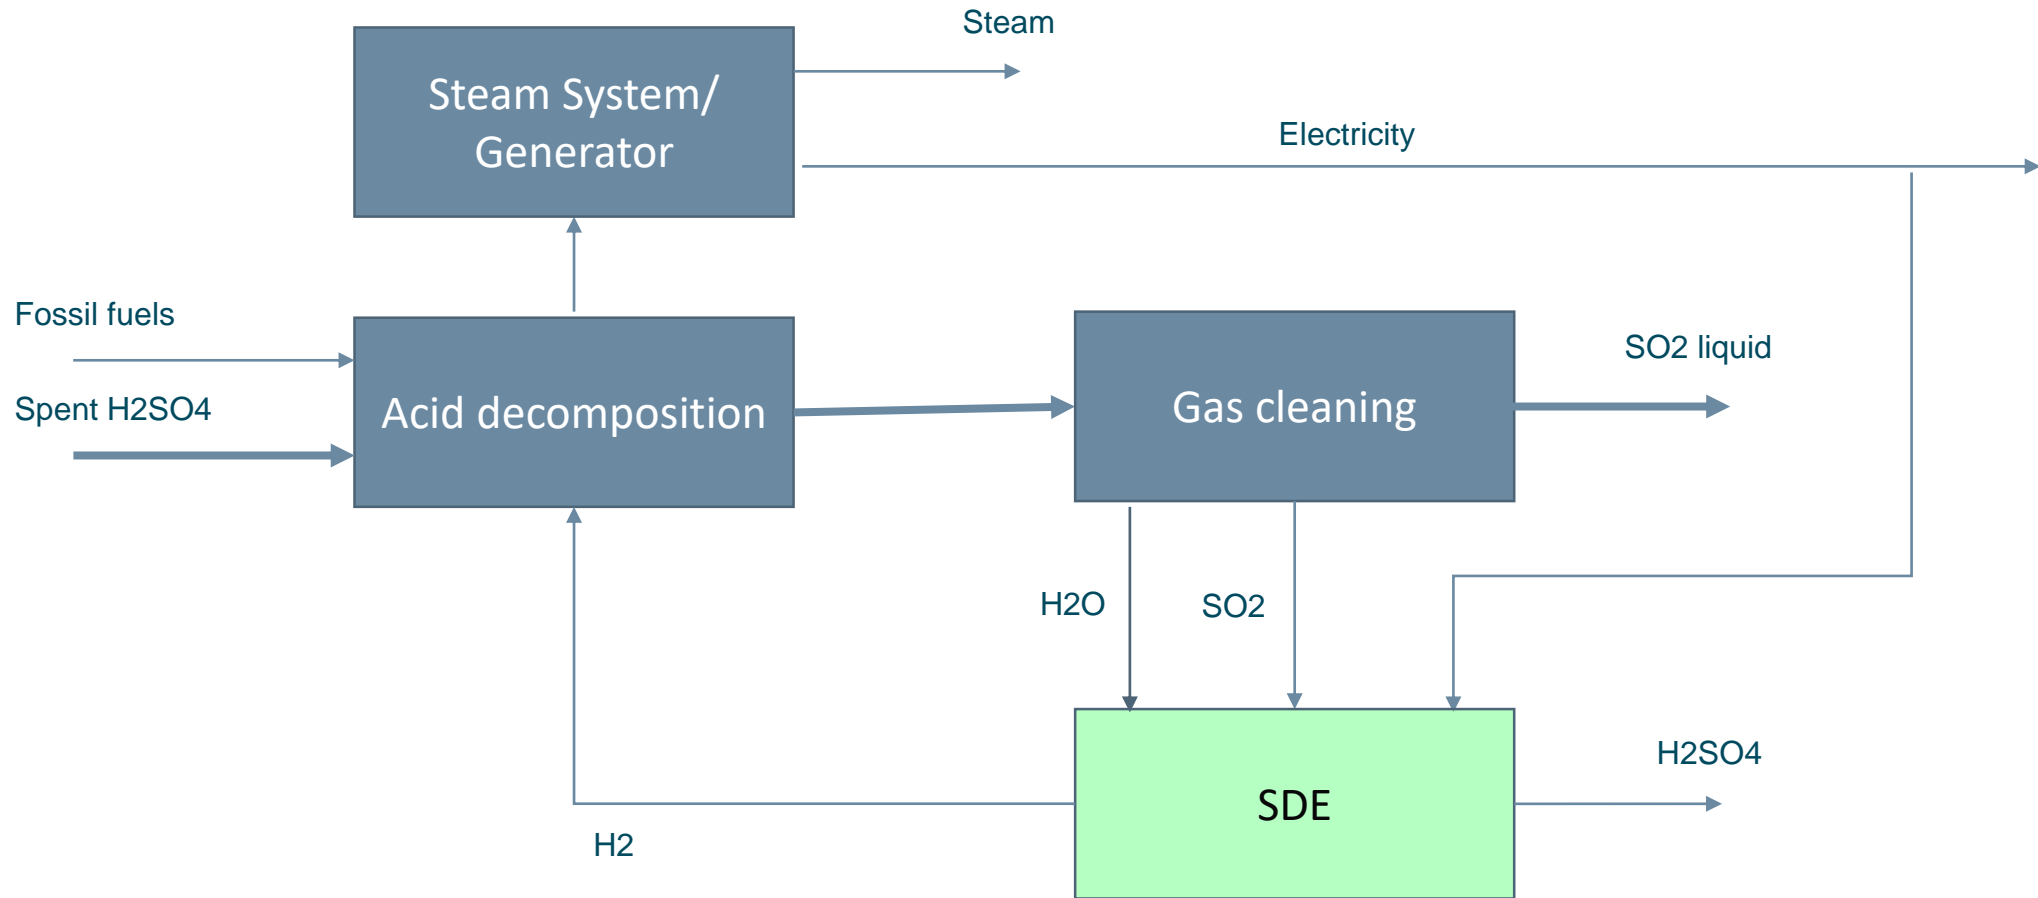 Steam
Steam System/
Generator
Electricity
Fossil fuels
Spent H2SO4
Acid decomposition
Gas cleaning
SO2 liquid
H2O
SO2
H2SO4
SDE
H2